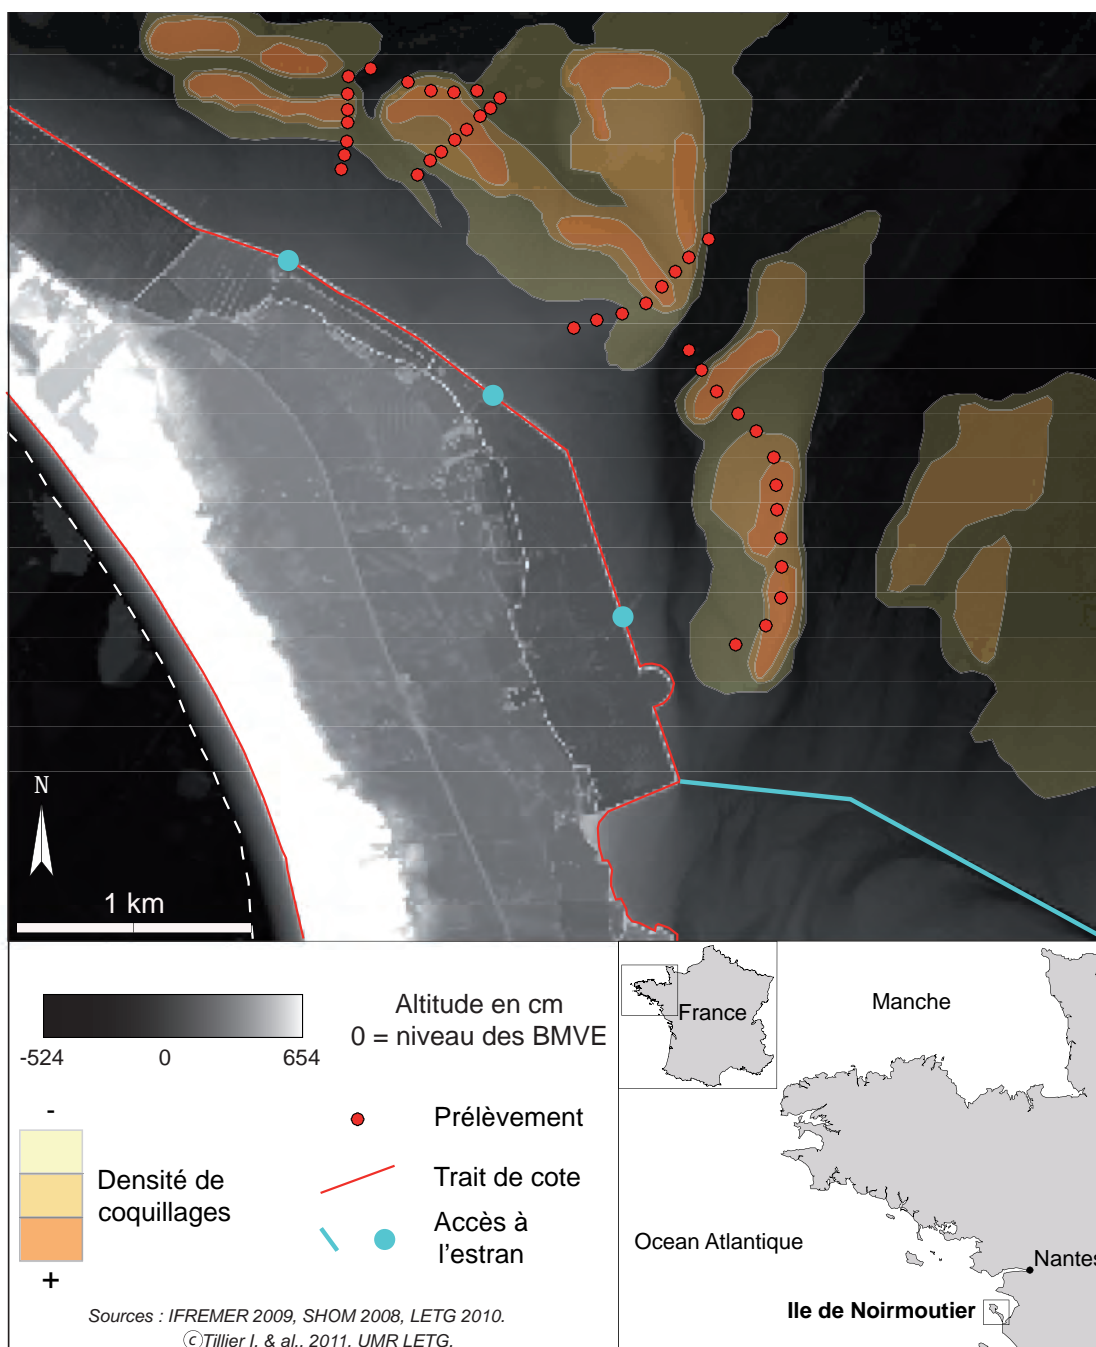 N
1 km
-524
0
654
Altitude en cm
0 = niveau des BMVE
-
+
Densité de
coquillages
Prélèvement
Trait de cote
Accès à
l'estran
Sources : IFREMER 2009, SHOM 2008, LETG 2010.
©Tillier I. & al., 2011. UMR LETG.
France
Manche
Ocean Atlantique
Nantes
Ile de Noirmoutier